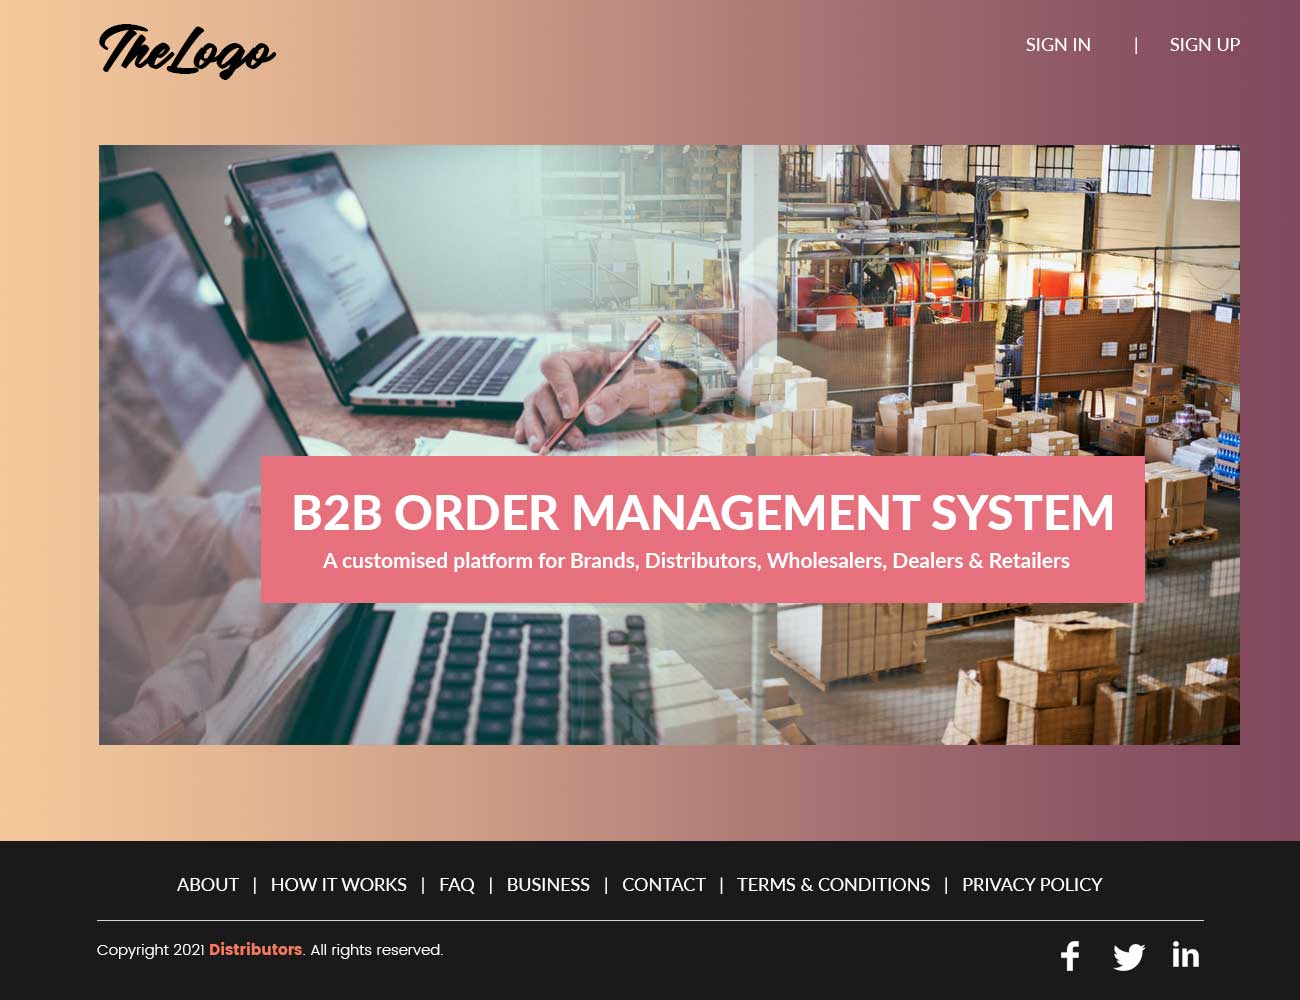 TheLogo
SIGN IN | SIGN UP
B2B ORDER MANAGEMENT SYSTEM
A customised platform for Brands, Distributors, Wholesalers, Dealers & Retailers
ABOUT | HOW IT WORKS | FAQ | BUSINESS | CONTACT | TERMS & CONDITIONS | PRIVACY POLICY
Copyright 2021 Distributors. All rights reserved.